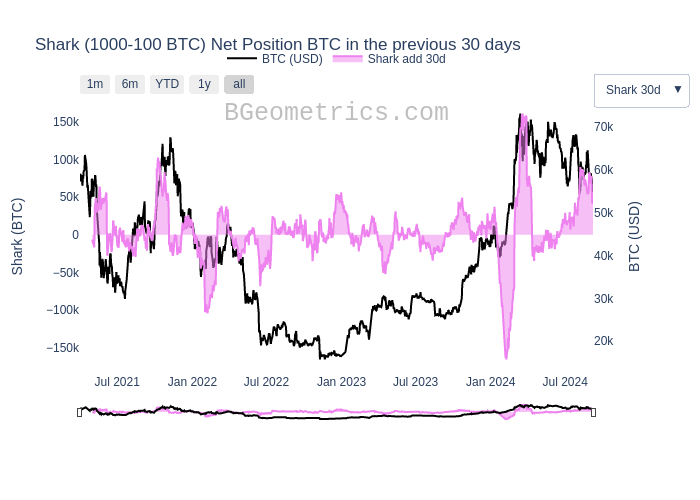 Shark (1000-100 BTC) Net Position BTC in the previous 30 days
BTC (USD) Shark add 30d
1m 6m YTD 1y all
Shark 30d ▼
BGeometrics.com
150k
100k
50k
0
−50k
−100k
−150k
Shark (BTC)
70k
60k
50k
40k
30k
20k
BTC (USD)
Jul 2021 Jan 2022 Jul 2022 Jan 2023 Jul 2023 Jan 2024 Jul 2024